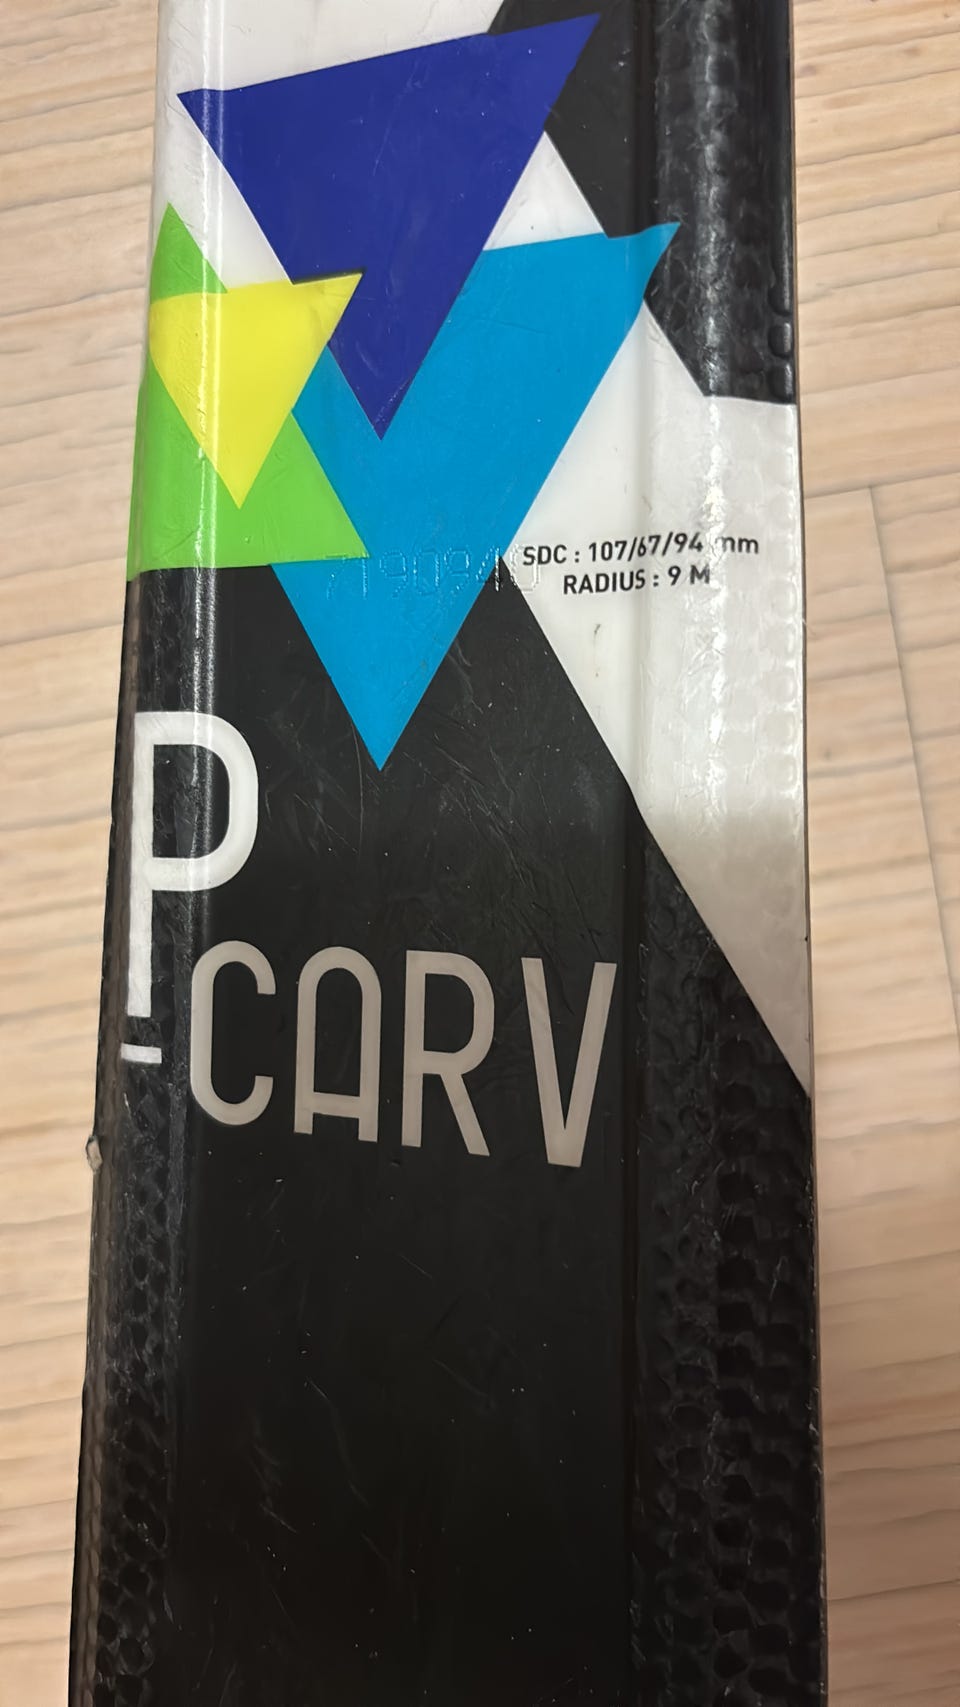 SDC : 107/67/94 mm
RADIUS : 9 M
P
-CARV